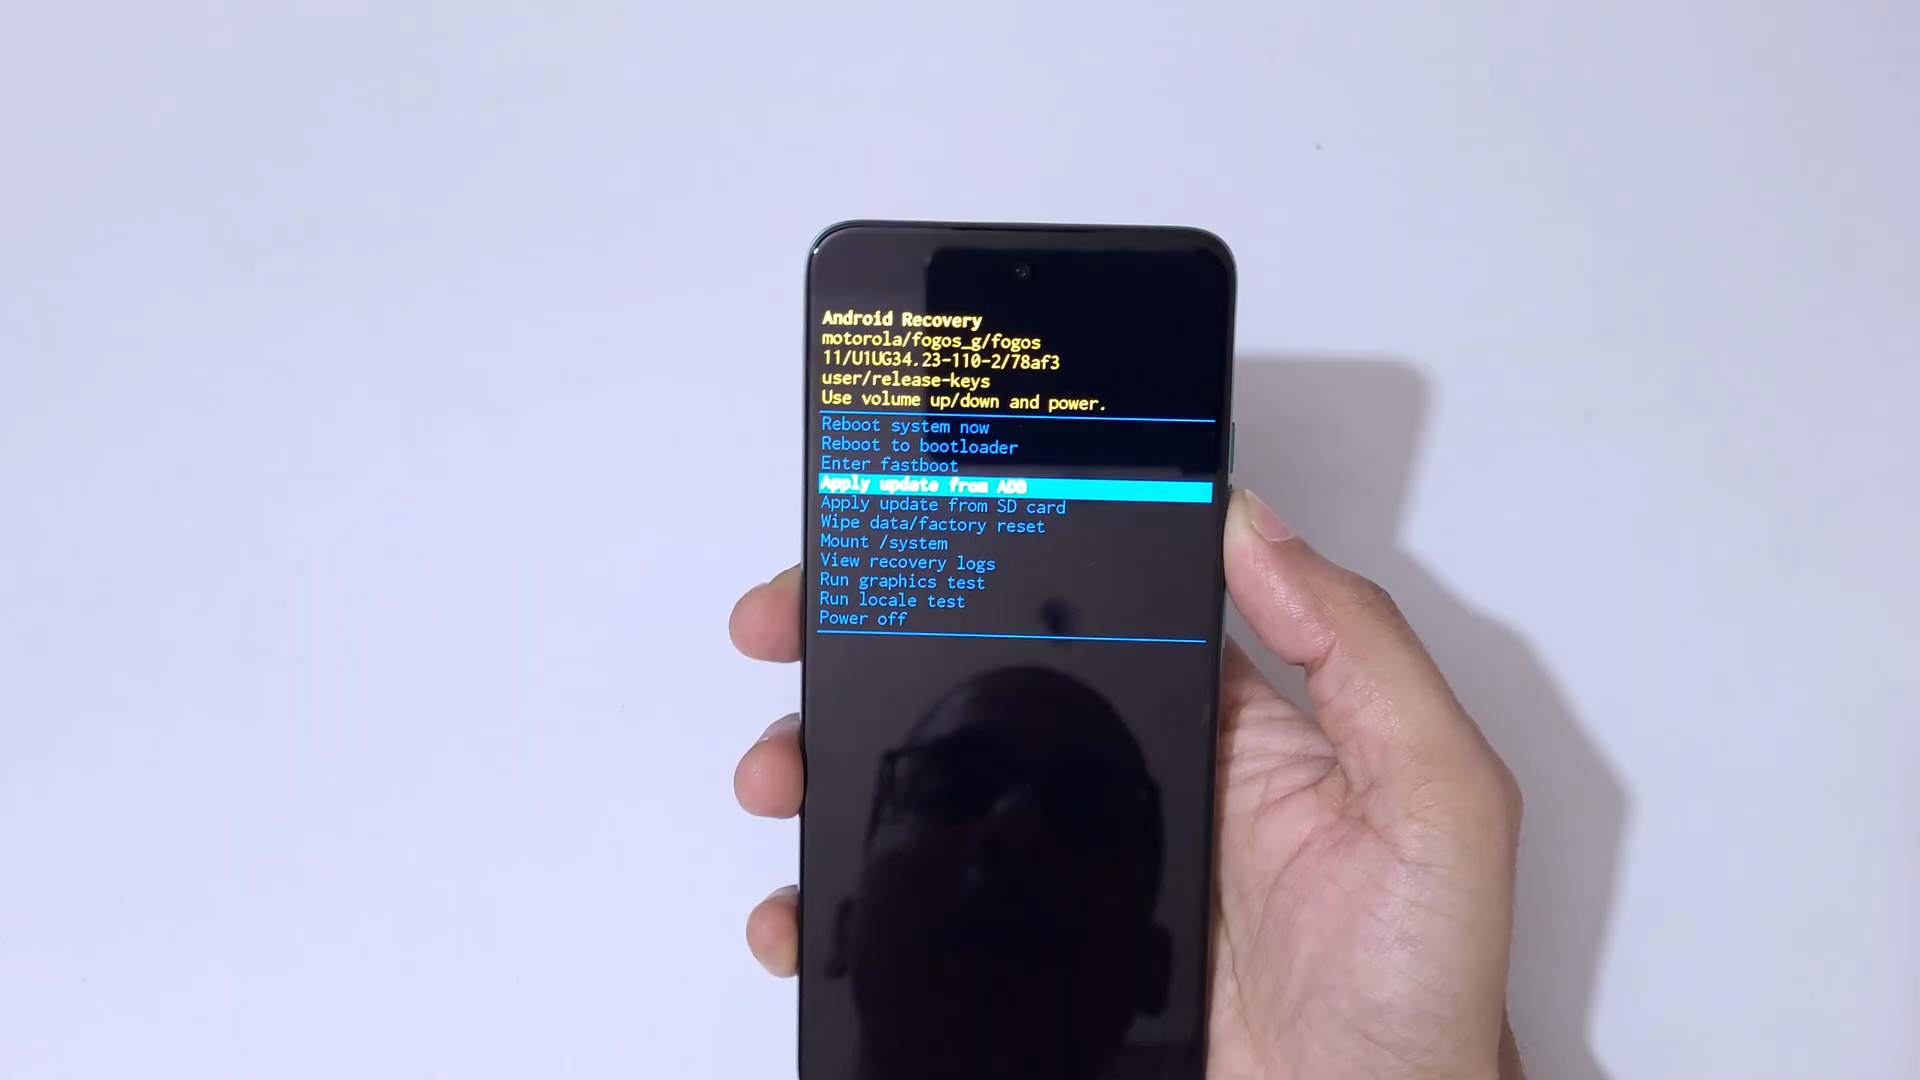 Android Recovery
motorola/fogos_g/fogos
11/U1UG34.23-110-2/78af3
user/release-keys
Use volume up/down and power.
Reboot system now
Reboot to bootloader
Enter fastboot
Apply update from ADB
Apply update from SD card
Wipe data/factory reset
Mount /system
View recovery logs
Run graphics test
Run locale test
Power off